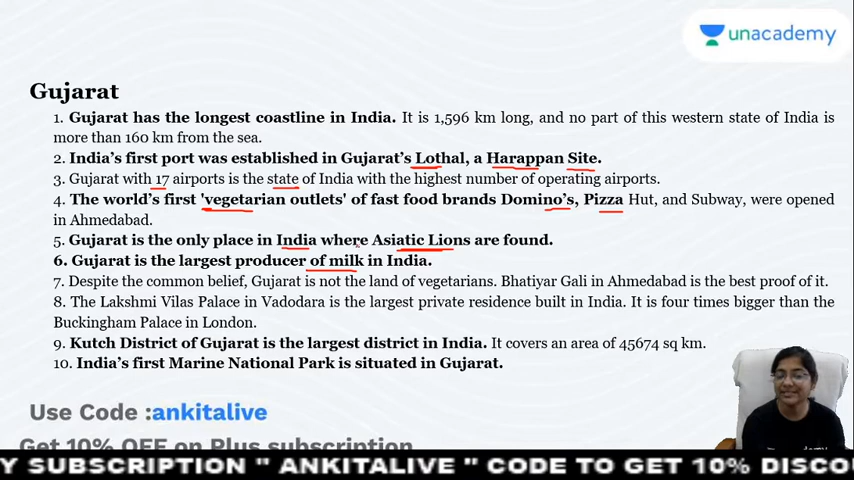 unacademy
Gujarat
1. Gujarat has the longest coastline in India. It is 1,596 km long, and no part of this western state of India is
more than 160 km from the sea.
2. India's first port was established in Gujarat's Lothal, a Harappan Site.
3. Gujarat with 17 airports is the state of India with the highest number of operating airports.
4. The world's first 'vegetarian outlets' of fast food brands Domino's, Pizza Hut, and Subway, were opened
in Ahmedabad.
5. Gujarat is the only place in India where Asiatic Lions are found.
6. Gujarat is the largest producer of milk in India.
7. Despite the common belief, Gujarat is not the land of vegetarians. Bhatiyar Gali in Ahmedabad is the best proof of it.
8. The Lakshmi Vilas Palace in Vadodara is the largest private residence built in India. It is four times bigger than the
Buckingham Palace in London.
9. Kutch District of Gujarat is the largest district in India. It covers an area of 45674 sq km.
10. India's first Marine National Park is situated in Gujarat.
Use Code :ankitalive
Get 10% OFF on Plus subscription
Y SUBSCRIPTION " ANKITALIVE " CODE TO GET 10% DISCO